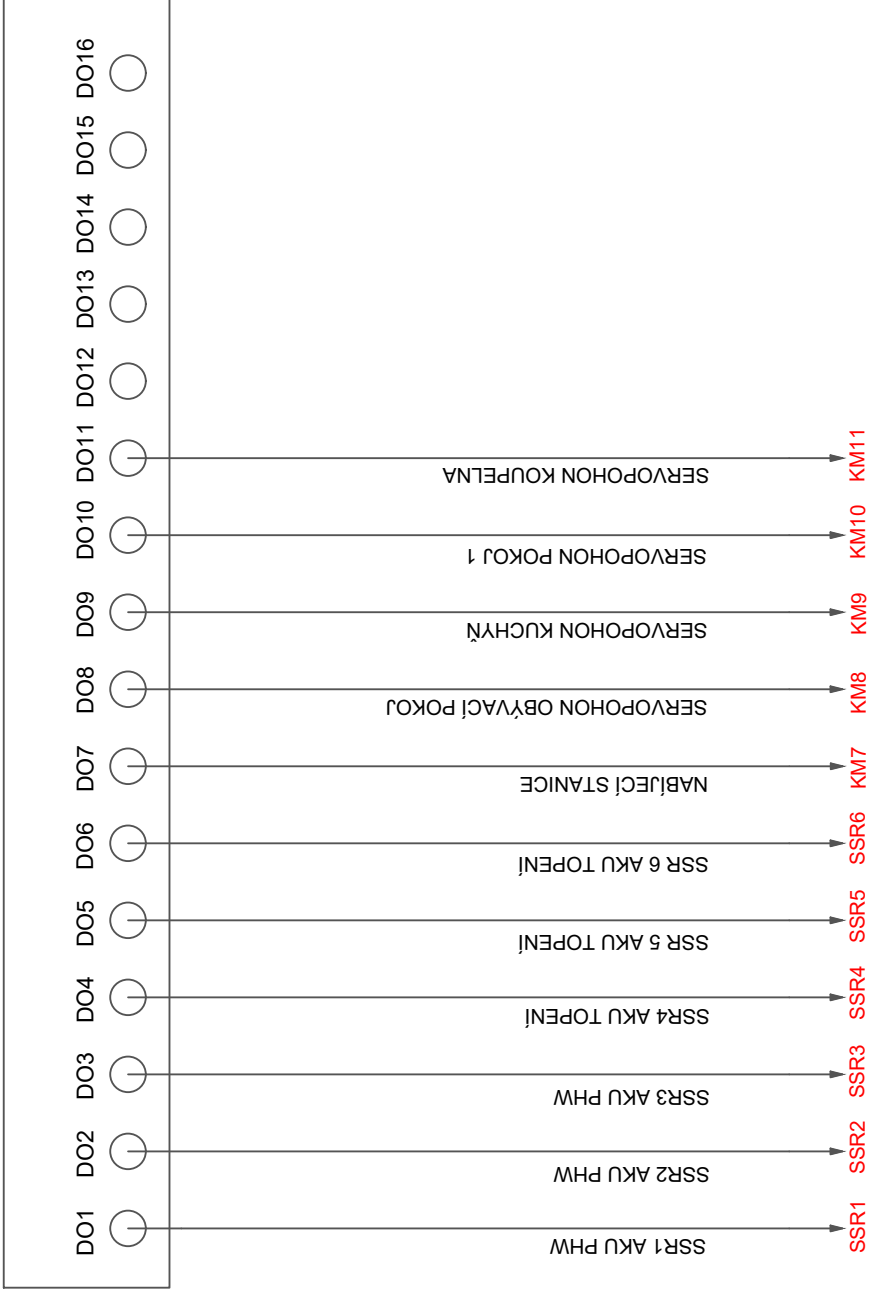 DO16
DO15
DO14
DO13
DO12
DO11
SERVOPOHON KOUPELNA
KM11
DO10
SERVOPOHON POKOJ 1
KM10
DO9
SERVOPOHON KUCHYŇ
KM9
DO8
SERVOPOHON OBÝVACÍ POKOJ
KM8
DO7
NABÍJECÍ STANICE
KM7
DO6
SSR 6 AKU TOPENÍ
SSR6
DO5
SSR 5 AKU TOPENÍ
SSR5
DO4
SSR4 AKU TOPENÍ
SSR4
DO3
SSR3 AKU PHW
SSR3
DO2
SSR2 AKU PHW
SSR2
DO1
SSR1 AKU PHW
SSR1